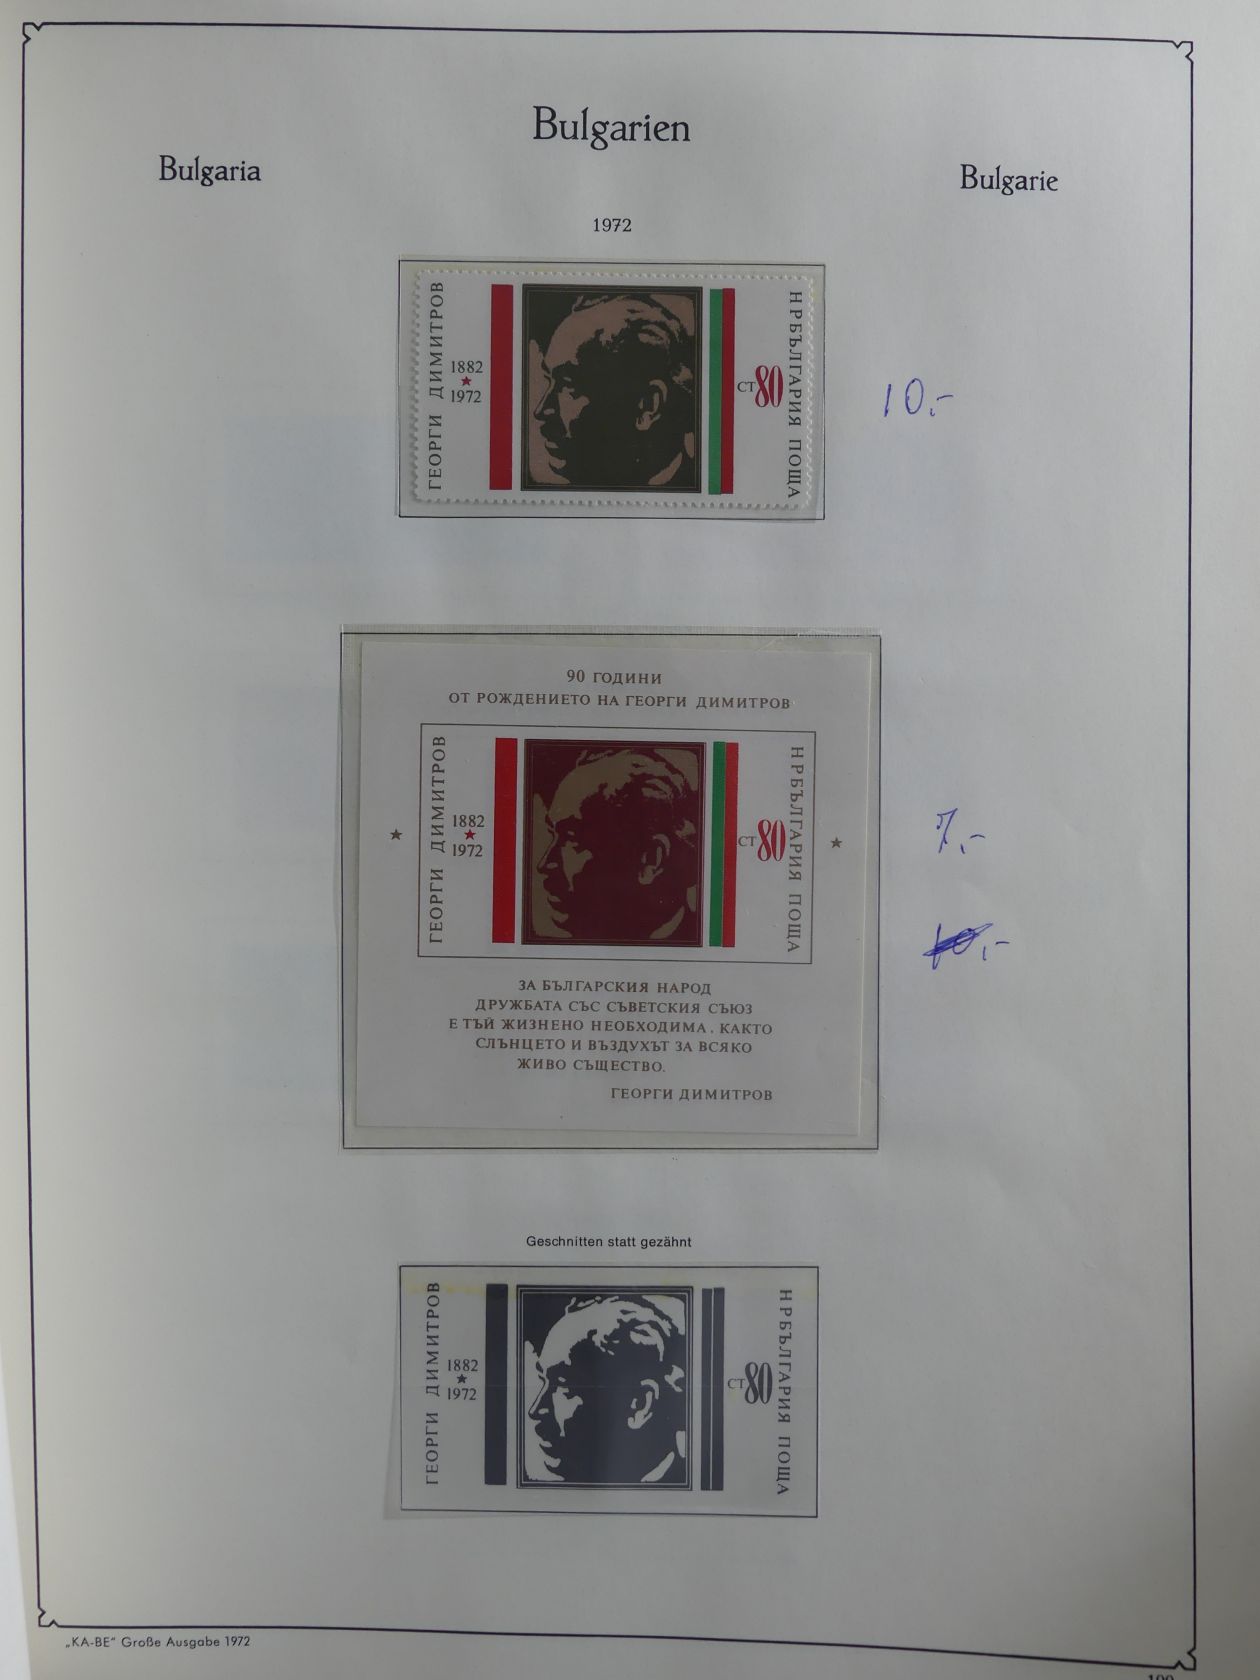 Bulgarien
Bulgaria
Bulgarie
1972
ГЕОРГИ ДИМИТРОВ
1882
★
1972
СТ 80
НРБЪЛГАРИЯ ПОЩА
10,-
90 ГОДИНИ
ОТ РОЖДЕНИЕТО НА ГЕОРГИ ДИМИТРОВ
ГЕОРГИ ДИМИТРОВ
1882
★
1972
СТ 80
НРБЪЛГАРИЯ ПОЩА
★
★
7,-
10,-
ЗА БЪЛГАРСКИЯ НАРОД
ДРУЖБАТА СЪС СЪВЕТСКИЯ СЪЮЗ
Е ТЪЙ ЖИЗНЕНО НЕОБХОДИМА, КАКТО
СЛЪНЦЕТО И ВЪЗДУХЪТ ЗА ВСЯКО
ЖИВО СЪЩЕСТВО.
ГЕОРГИ ДИМИТРОВ
Geschnitten statt gezähnt
ГЕОРГИ ДИМИТРОВ
1882
★
1972
СТ 80
НРБЪЛГАРИЯ ПОЩА
„KA-BE" Große Ausgabe 1972